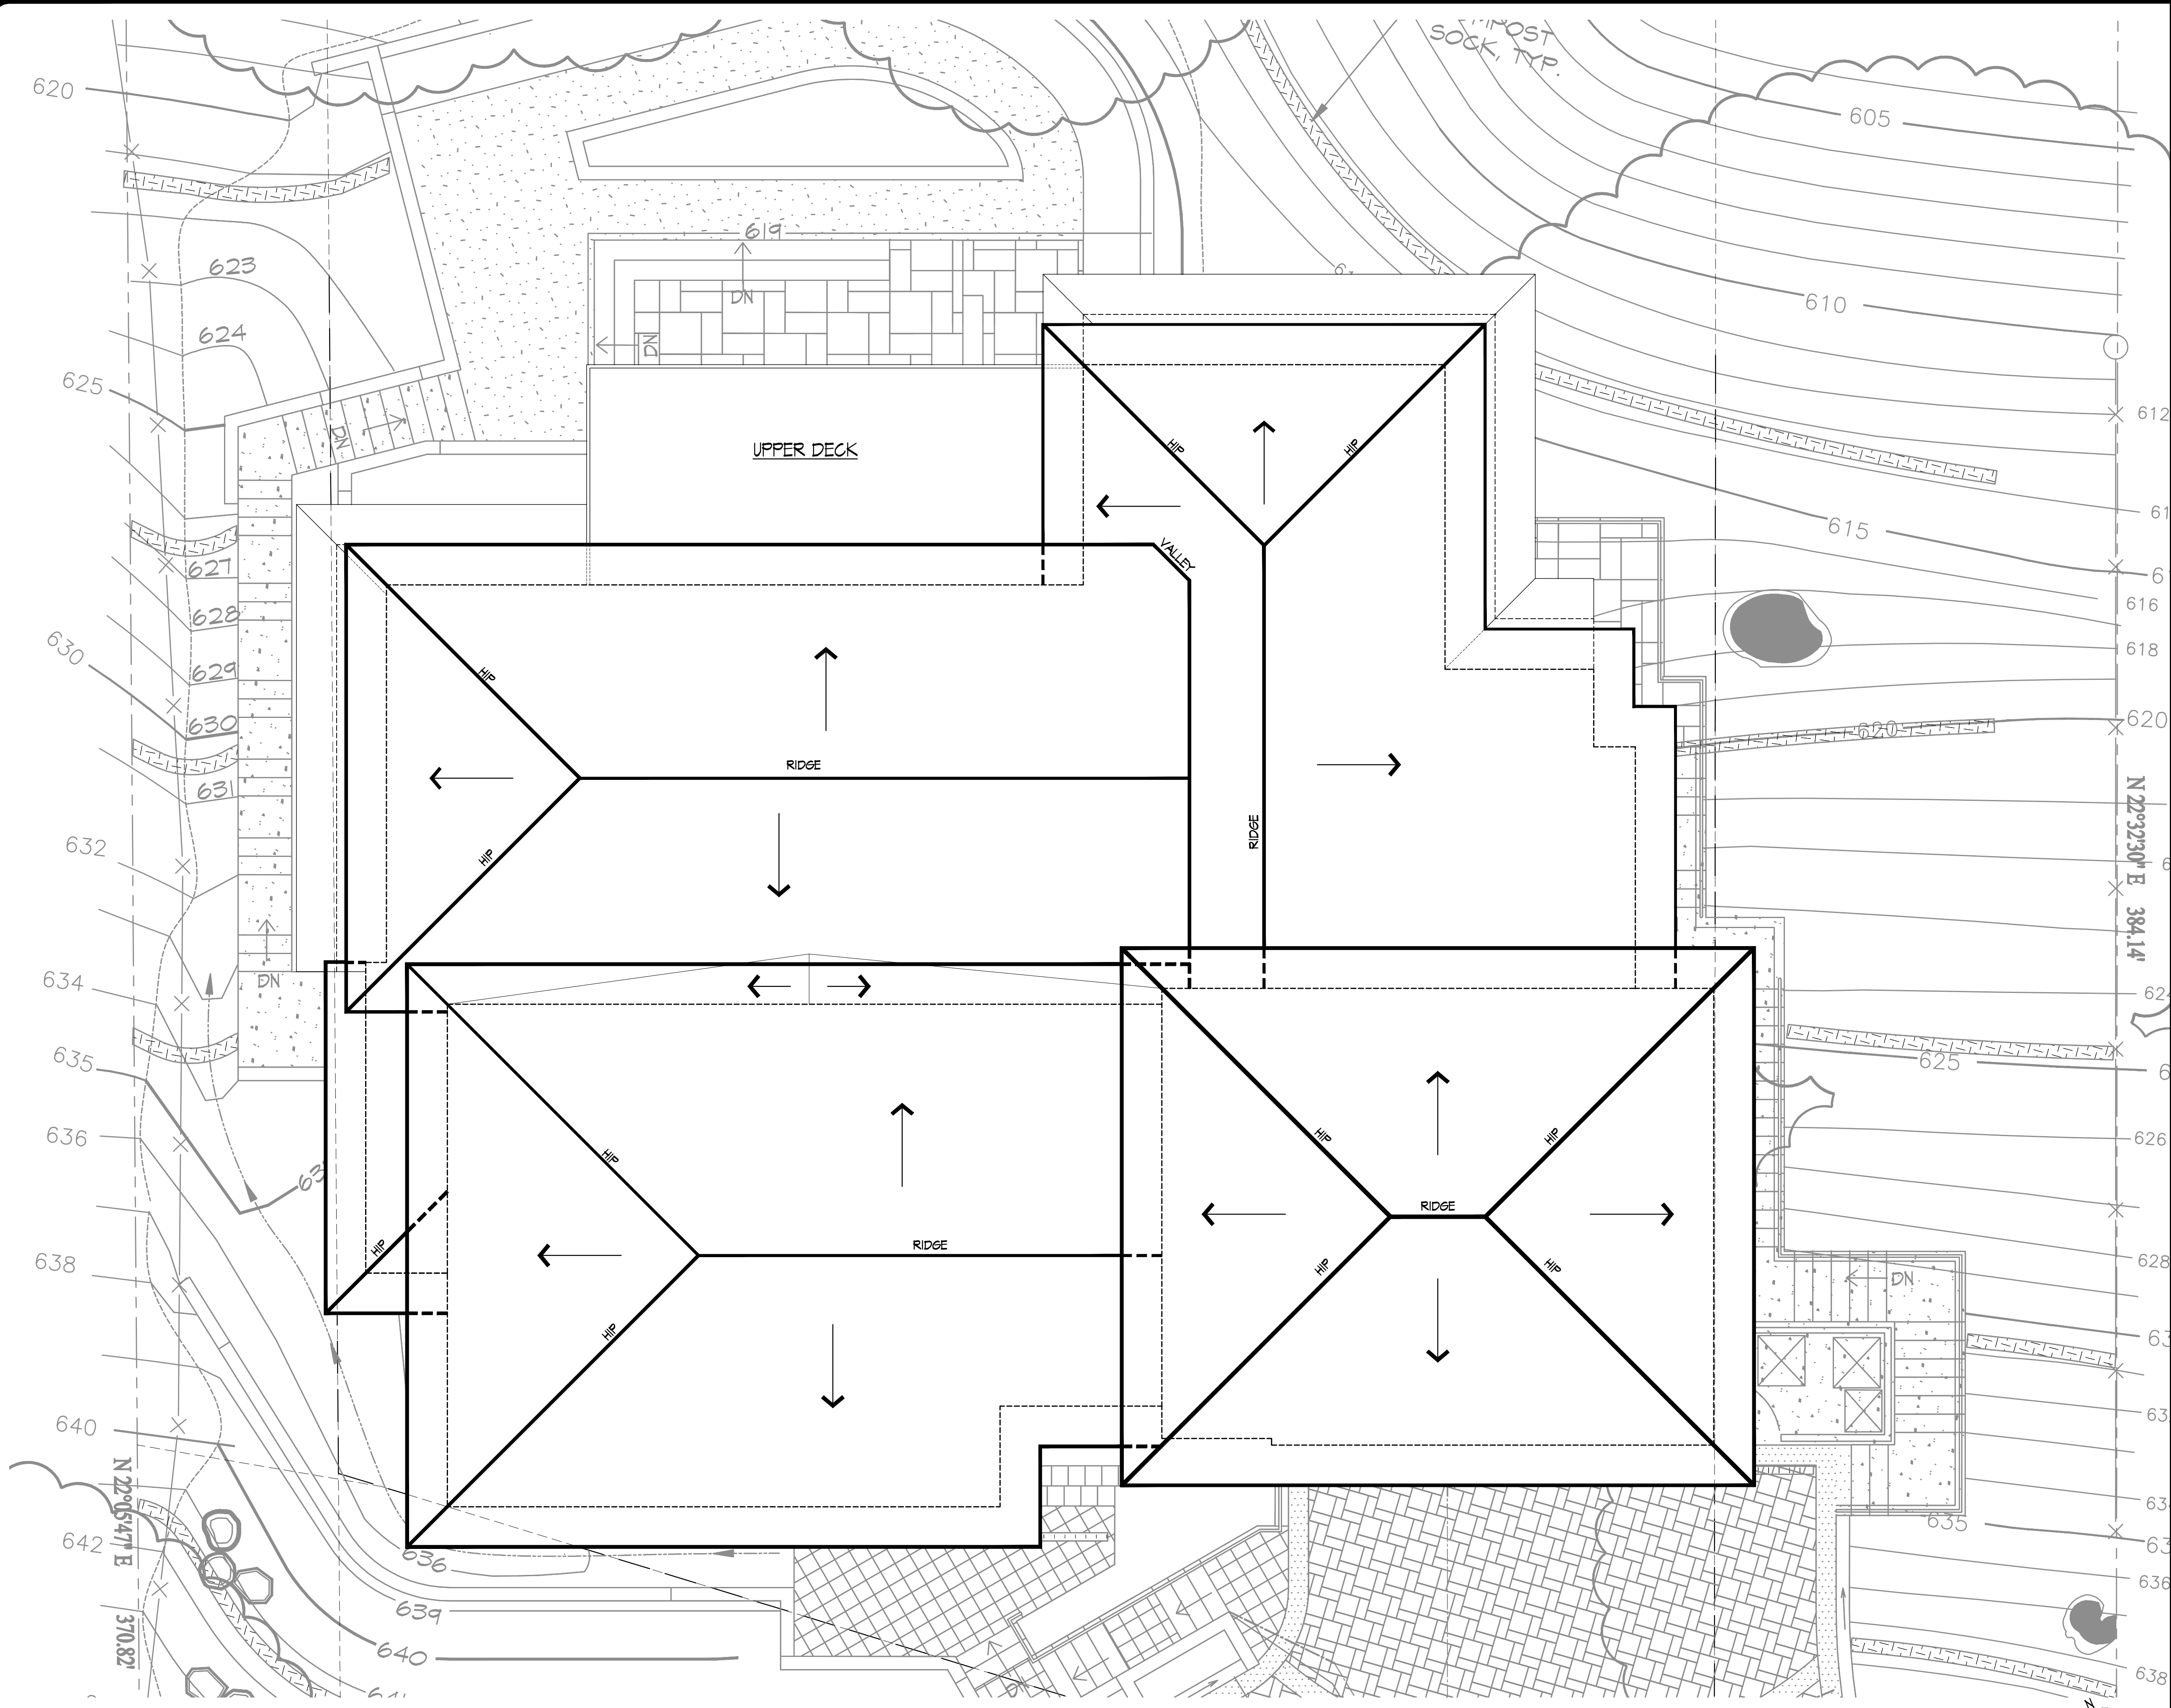 SOCK, TYP.
620
605
619
623
DN
610
624
DN
625
612
DN
HIP
HIP
UPPER DECK
615
VALLEY
627
616
628
618
630
629
HIP
630
620
620
RIDGE
631
N 22°32'30" E 384.14'
RIDGE
632
HIP
634
DN
635
625
636
626
HIP
HIP
HIP
RIDGE
RIDGE
HIP
638
628
HIP
HIP
DN
HIP
640
N 22°05'47" E 370.82'
635
642
636
636
639
640
638